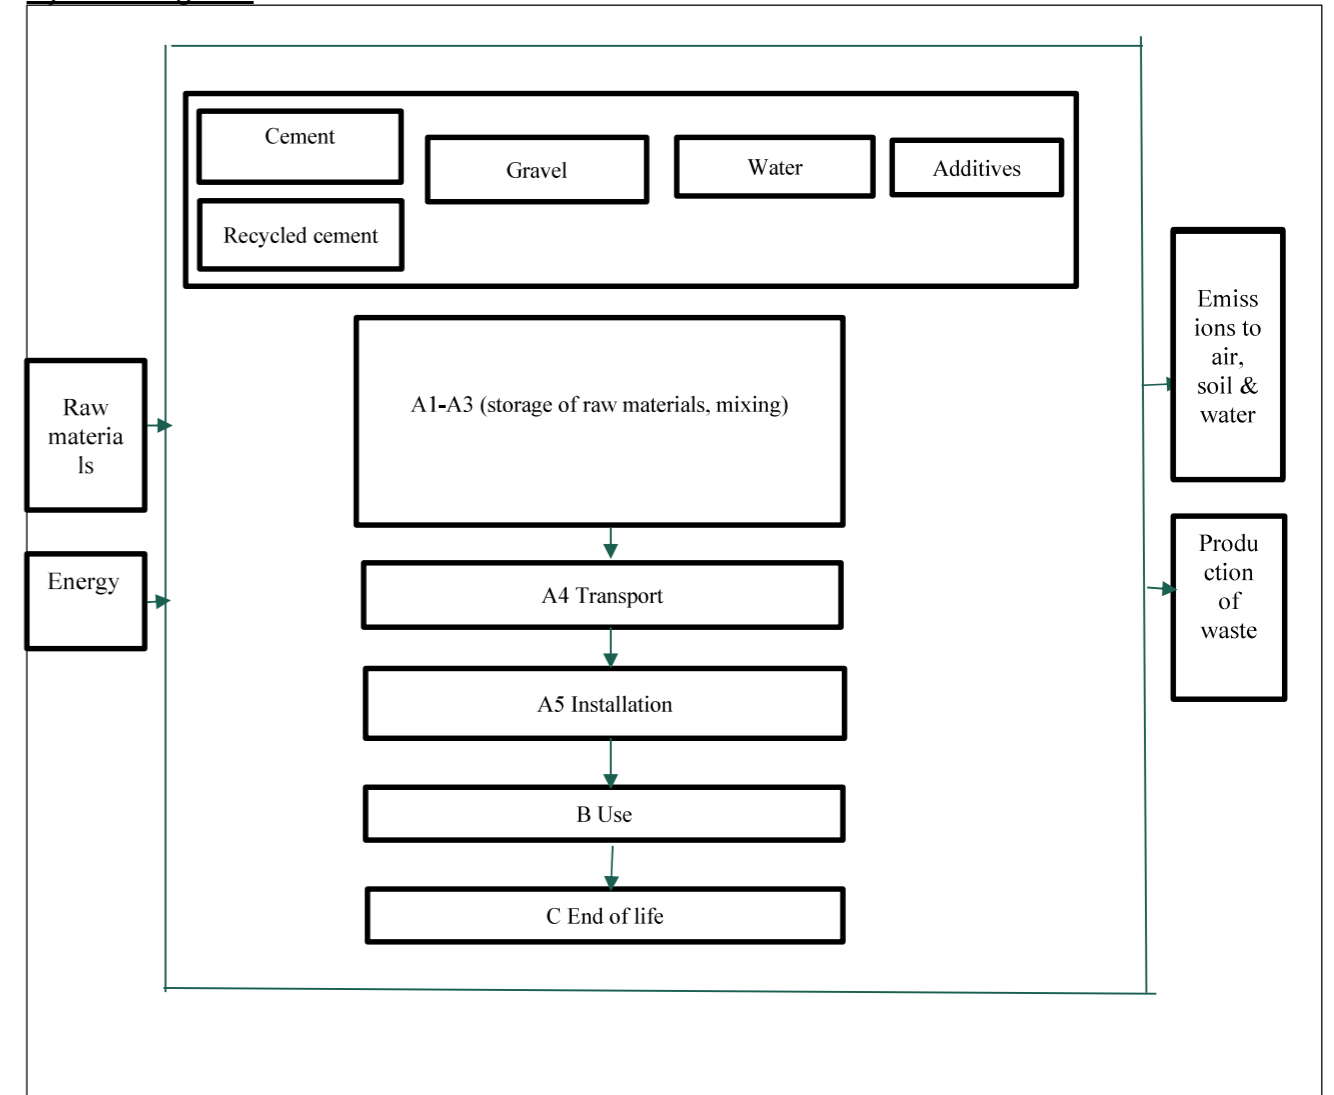 Cement
Gravel
Water
Additives
Recycled cement
Emiss
ions to
air,
soil &
water
A1-A3 (storage of raw materials, mixing)
Raw
materia
ls
Produ
ction
of
waste
Energy
A4 Transport
A5 Installation
B Use
C End of life